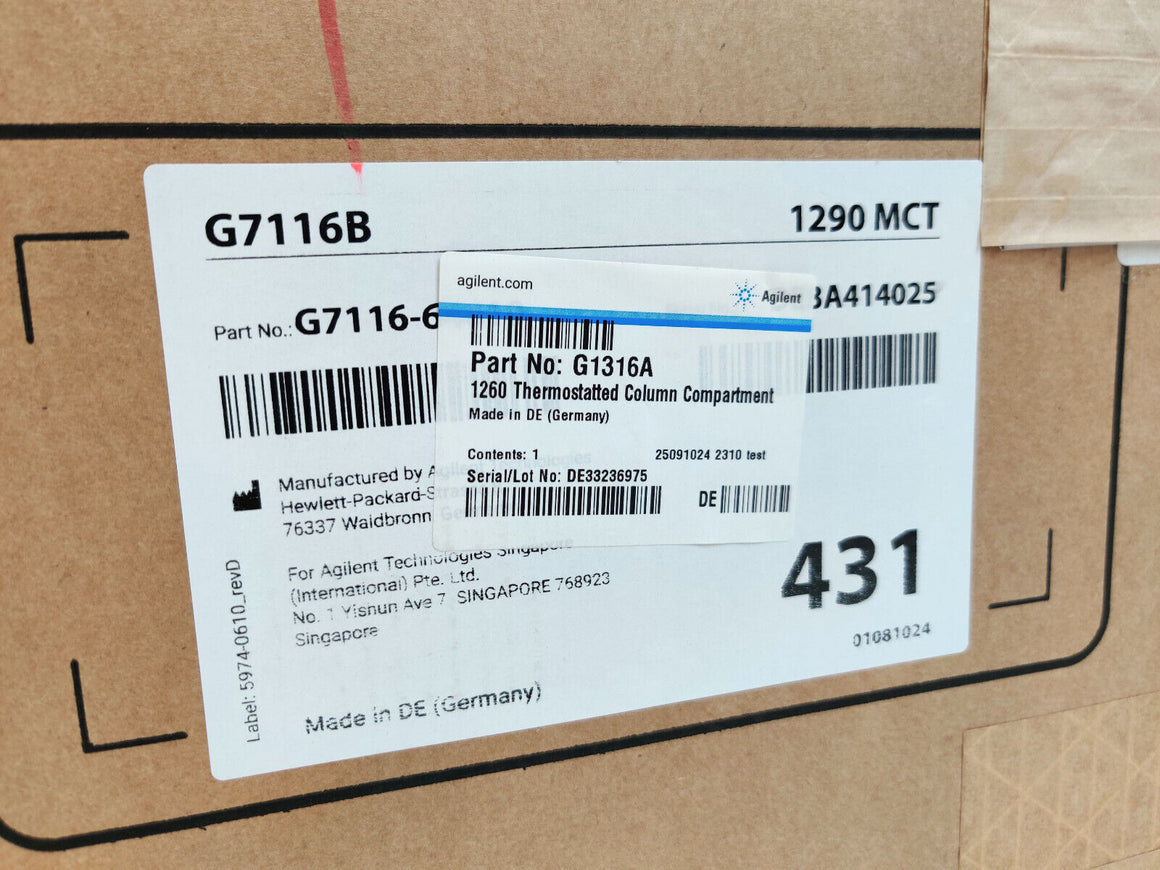 G7116B
1290 MCT
Part No.: G7116-6
3A414025
agilent.com
Agilent
Part No: G1316A
1260 Thermostatted Column Compartment
Made in DE (Germany)
Contents: 1
25091024 2310 test
Serial/Lot No: DE33236975
DE
Manufactured by Agilent Technologies
Hewlett-Packard-Stra
76337 Waidbronn Ge
For Agilent Technologies Singapore
(International) Pte. Ltd.
No. 1 Yishun Ave 7 SINGAPORE 768923
Singapore
431
01081024
Label: 5974-0610_revD
Made in DE (Germany)